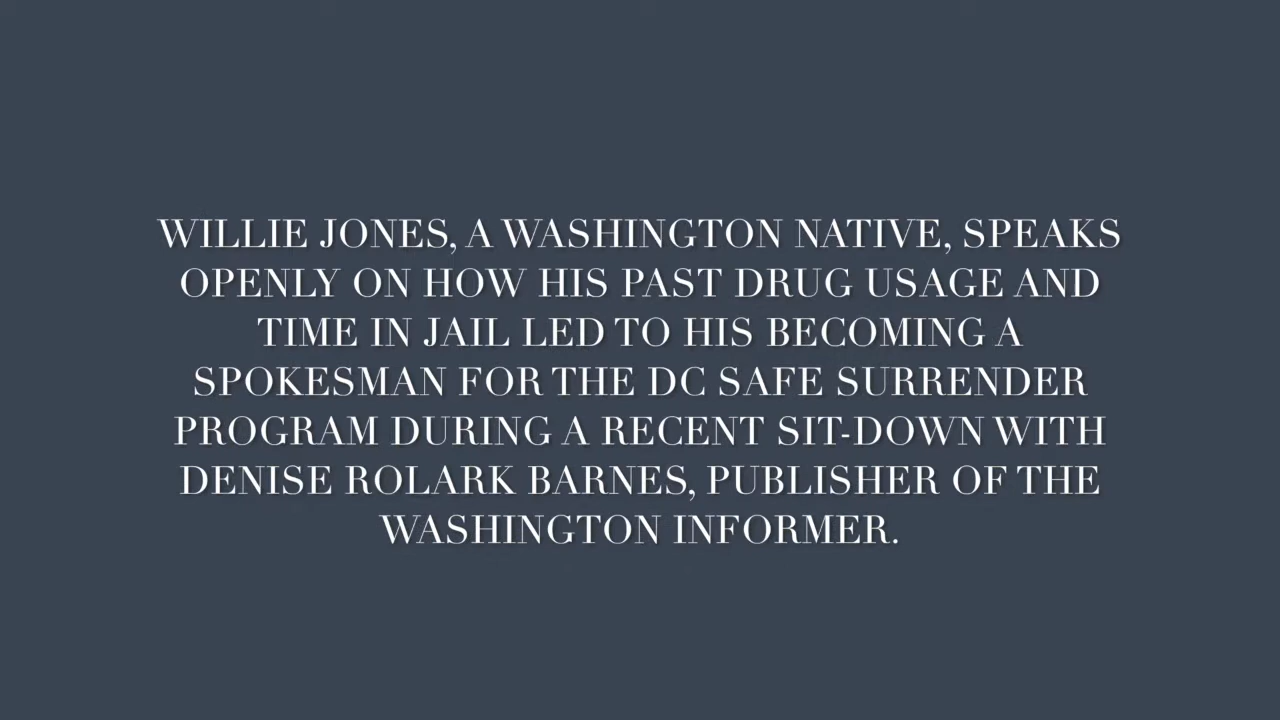 WILLIE JONES, A WASHINGTON NATIVE, SPEAKS
OPENLY ON HOW HIS PAST DRUG USAGE AND
TIME IN JAIL LED TO HIS BECOMING A
SPOKESMAN FOR THE DC SAFE SURRENDER
PROGRAM DURING A RECENT SIT-DOWN WITH
DENISE ROLARK BARNES, PUBLISHER OF THE
WASHINGTON INFORMER.